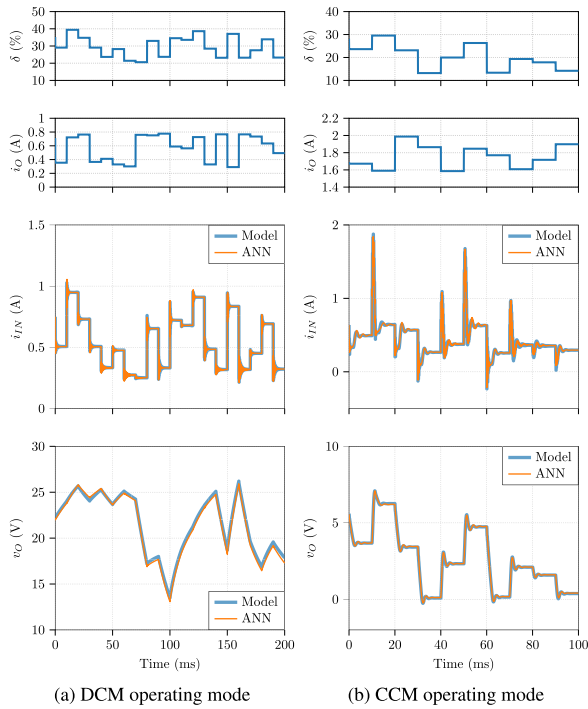 50
40
30
20
10
δ (%)
40
30
20
10
δ (%)
1
0.8
0.6
0.4
0.2
0
i_O (A)
2.2
2
1.8
1.6
1.4
i_O (A)
1.5
1
0.5
0
i_IN (A)
Model
ANN
2
1
0
i_IN (A)
Model
ANN
30
25
20
15
10
v_O (V)
Model
ANN
0 50 100 150 200
Time (ms)
10
5
0
v_O (V)
Model
ANN
0 20 40 60 80 100
Time (ms)
(a) DCM operating mode
(b) CCM operating mode